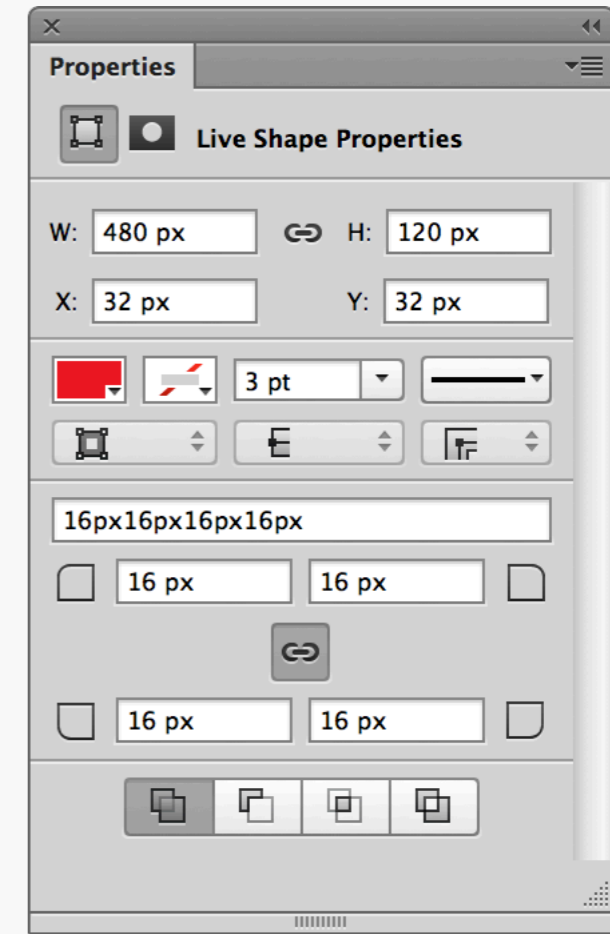 Properties
Live Shape Properties
W: 480 px H: 120 px
X: 32 px Y: 32 px
3 pt
16px16px16px16px
16 px 16 px
16 px 16 px